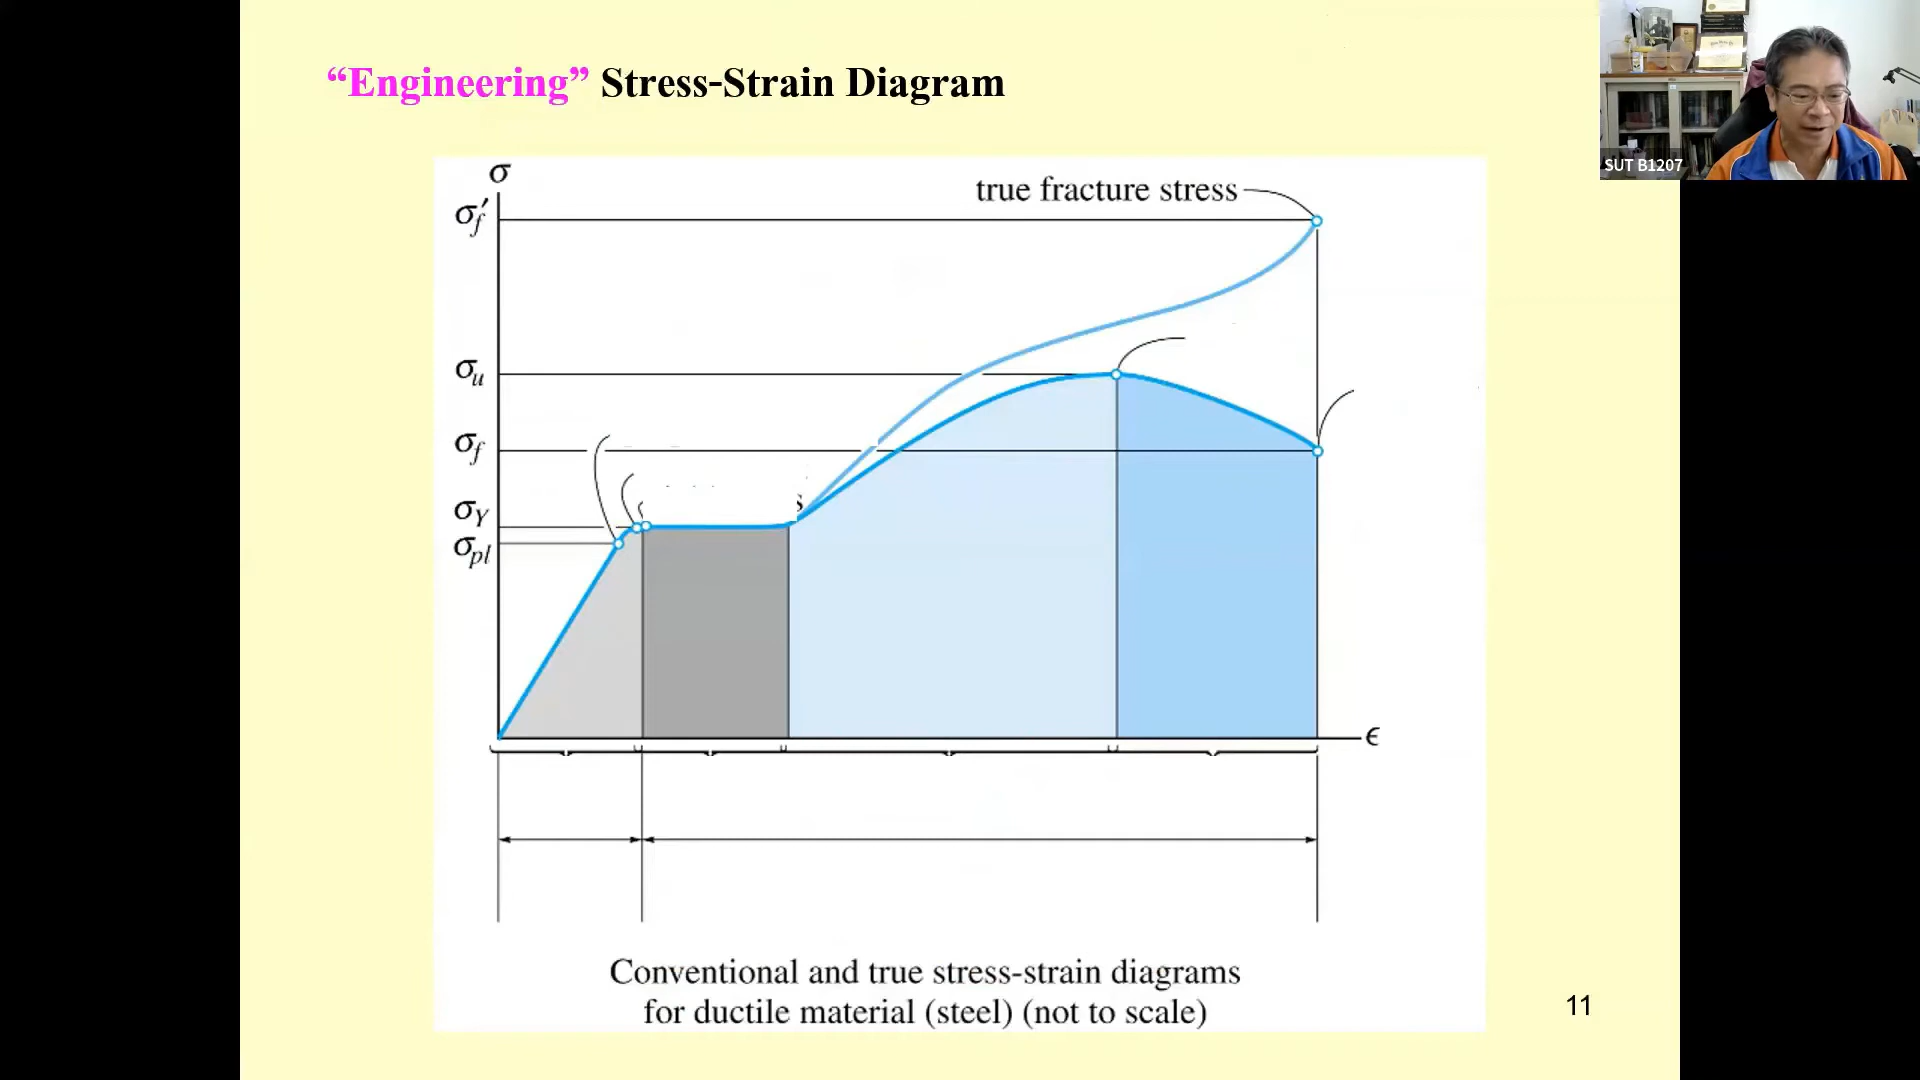 “Engineering” Stress-Strain Diagram
SUT B1207
σ
true fracture stress
σf′
σu
σf
σY
σpl
s
ϵ
Conventional and true stress-strain diagrams
for ductile material (steel) (not to scale)
11